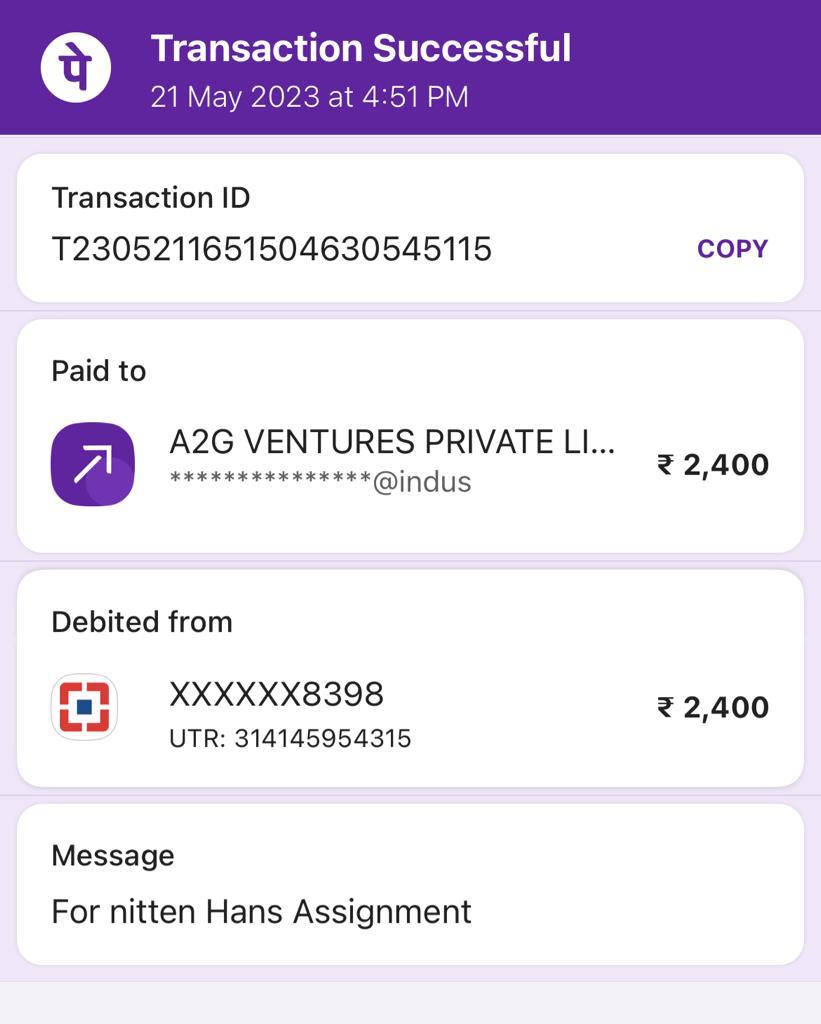 पे
Transaction Successful
21 May 2023 at 4:51 PM
Transaction ID
T2305211651504630545115
COPY
Paid to
A2G VENTURES PRIVATE LI...
₹ 2,400
***************@indus
Debited from
XXXXXX8398
₹ 2,400
UTR: 314145954315
Message
For nitten Hans Assignment